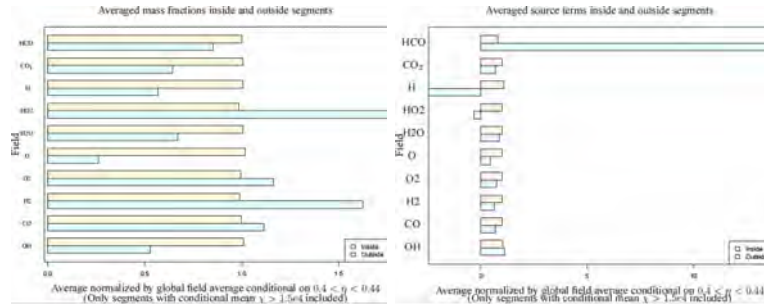 Averaged mass fractions inside and outside segments
HCO
CO₂
H
HO2
H2O
O
O2
H2
CO
OH
Field
Inside
Outside
0.0
0.5
1.0
1.5
Average normalized by global field average conditional on 0.4 < η < 0.44
(Only segments with conditional mean χ > 1.5e4 included)
Averaged source terms inside and outside segments
HCO
CO₂
H
HO2
H2O
O
O2
H2
CO
OH
Field
Inside
Outside
0
5
10
Average normalized by global field average conditional on 0.4 < η < 0.44
(Only segments with conditional mean χ > 1.5e4 included)